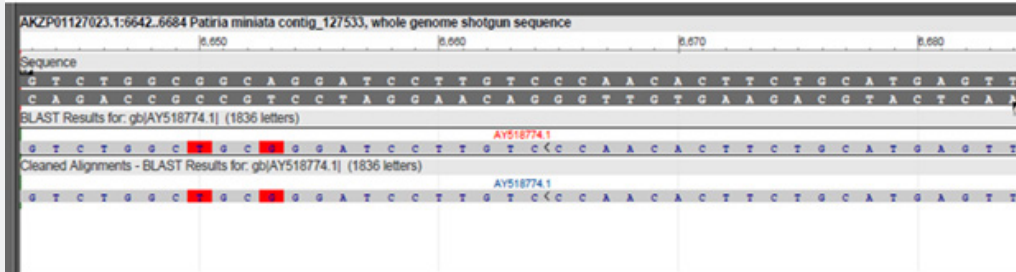 AKZP01127023.1:6642..6684 Patiria miniata contig_127533, whole genome shotgun sequence
6,650 6,660 6,670 6,680
Sequence
G T C T G G C G G C A G G A T C C T T G T C C C A A C A C T T C T G C A T G A G T T
C A G A C C G C C G T C C T A G G A A C A G G G T T G T G A A G A C G T A C T C A A
BLAST Results for: gb|AY518774.1| (1836 letters)
AY518774.1
G T C T G G C T G C G G G A T C C T T G T C < C C A A C A C T T C T G C A T G A G T T
Cleaned Alignments - BLAST Results for: gb|AY518774.1| (1836 letters)
AY518774.1
G T C T G G C T G C G G G A T C C T T G T C < C C A A C A C T T C T G C A T G A G T T